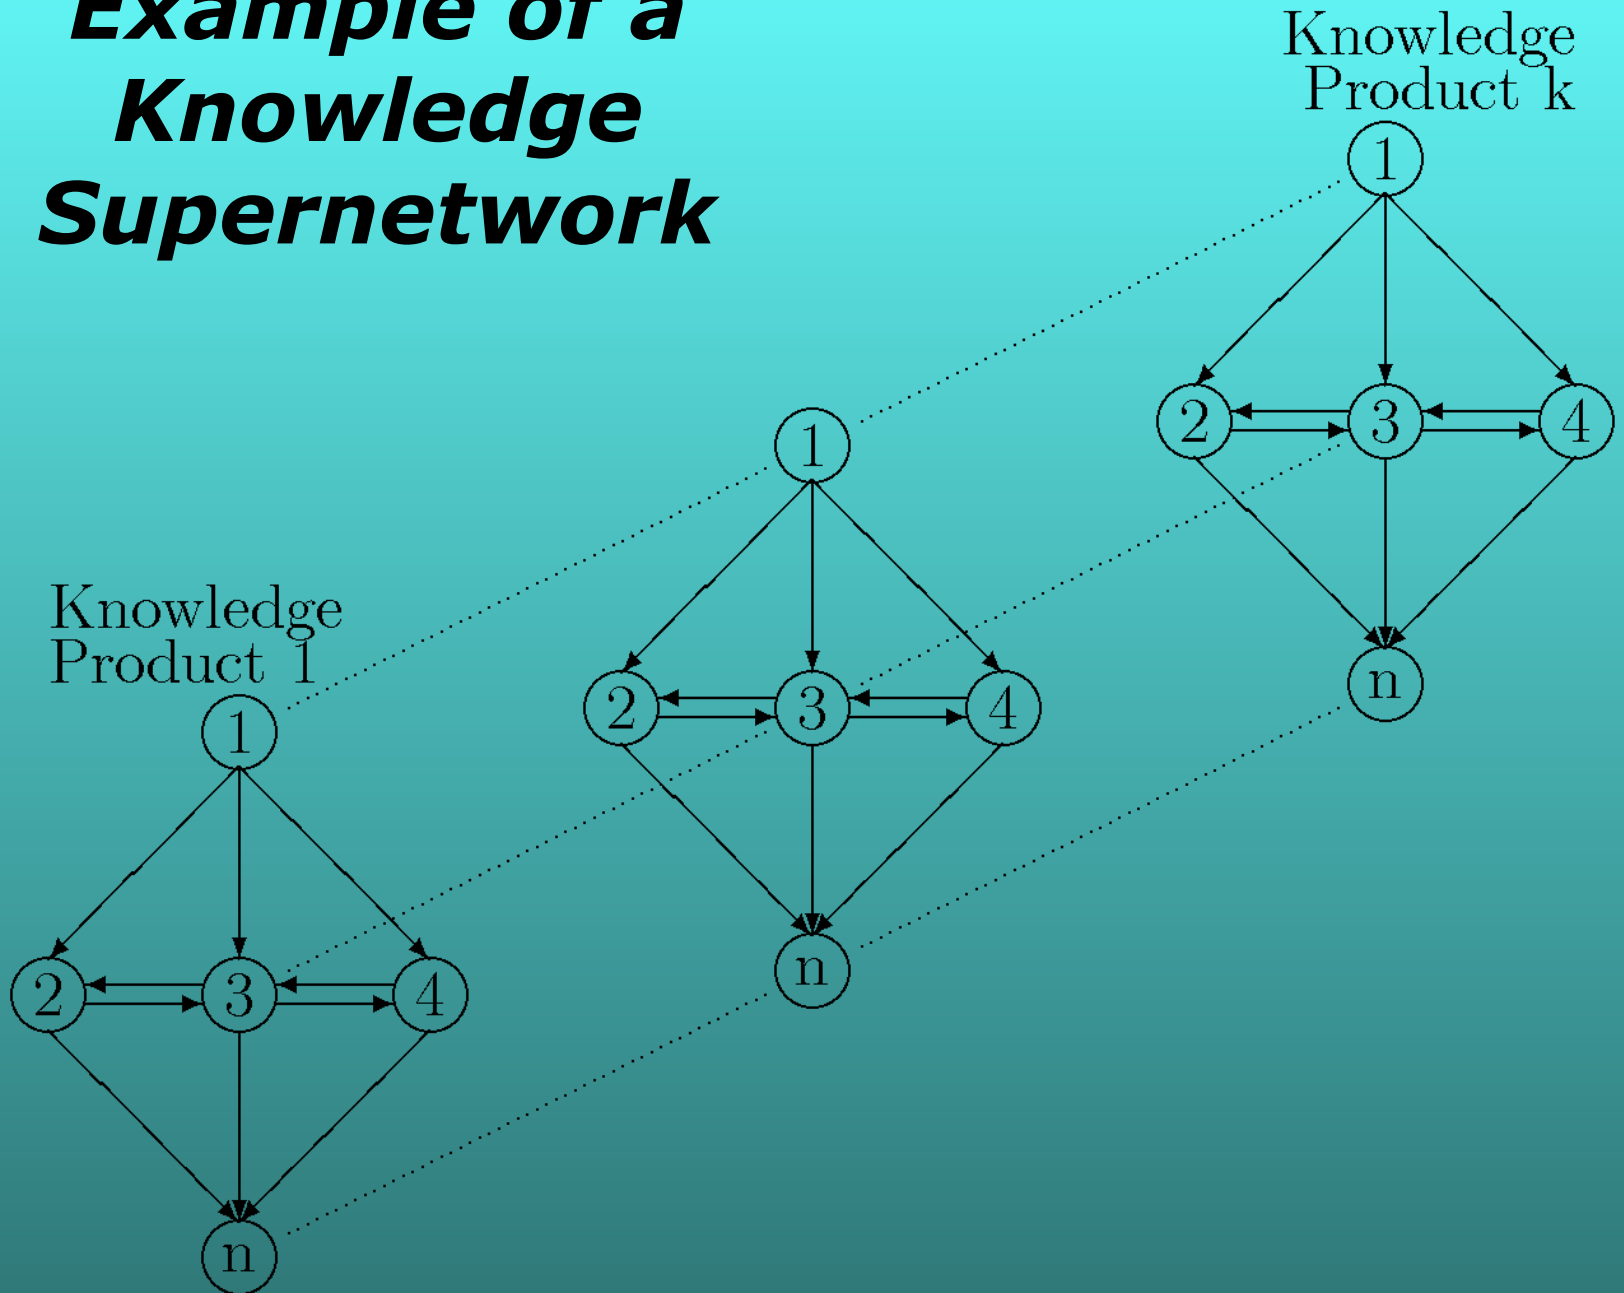 Example of a
Knowledge
Supernetwork
Knowledge
Product k
1
2 3 4
n
1
2 3 4
n
Knowledge
Product 1
1
2 3 4
n